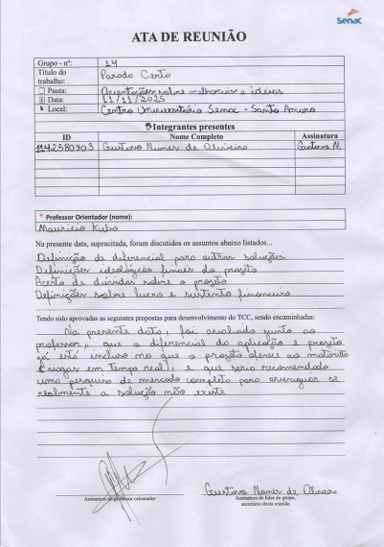 Senac
ATA DE REUNIÃO
Grupo - nº: 14
Título do trabalho: Parada Certa
Pauta: Orientações sobre melhorias e idéias
Data: 11/11/2025
Local: Centro Universitário Senac - Santo Amaro
Integrantes presentes
ID Nome Completo Assinatura
1142580303 Gustavo Nunes de Oliveira Gustavo N.
* Professor Orientador (nome):
Mauricio
Na presente data, supracitada, foram discutidos os assuntos abaixo listados...
Definição de diferencial para outras soluções
Definições ideológicas finais do projeto
Acerto de dúvidas sobre o projeto
Definições sobre lucro e sustento financeiro
Tendo sido aprovadas as seguintes propostas para desenvolvimento do TCC, sendo encaminhadas:
Na presente data, foi avaliado junto ao
professor, que o diferencial da aplicação e projeto
já está incluso no que o projeto oferece ao motorista
(vagas em tempo real), e que seria recomendado
uma pesquisa de mercado completa para averiguar se
realmente a solução não existe
Assinatura do professor orientador
Gustavo Nunes de Oliveira
Assinatura do líder do grupo,
secretário desta reunião